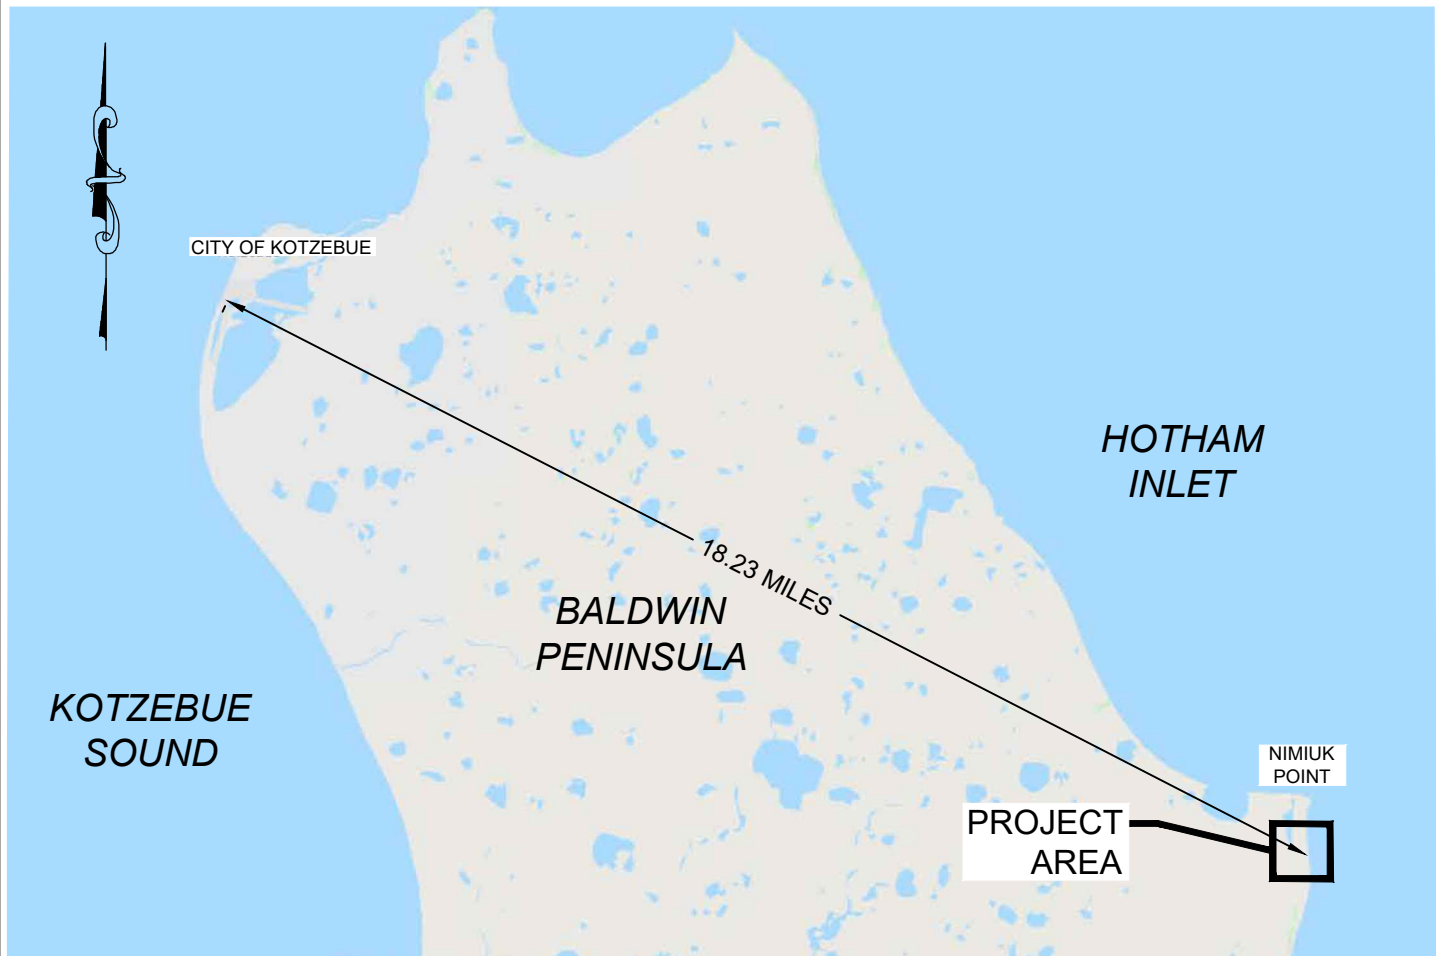 CITY OF KOTZEBUE
HOTHAM
INLET
18.23 MILES
BALDWIN
PENINSULA
KOTZEBUE
SOUND
NIMIUK
POINT
PROJECT
AREA